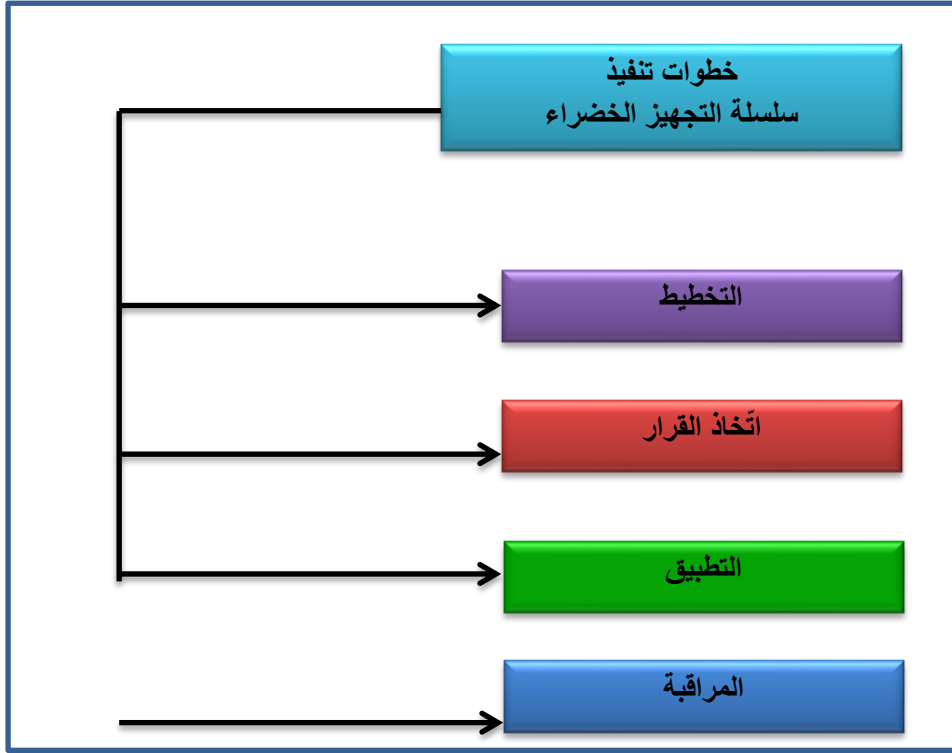 خطوات تنفيذ
سلسلة التجهيز الخضراء
التخطيط
اتّخاذ القرار
التطبيق
المراقبة